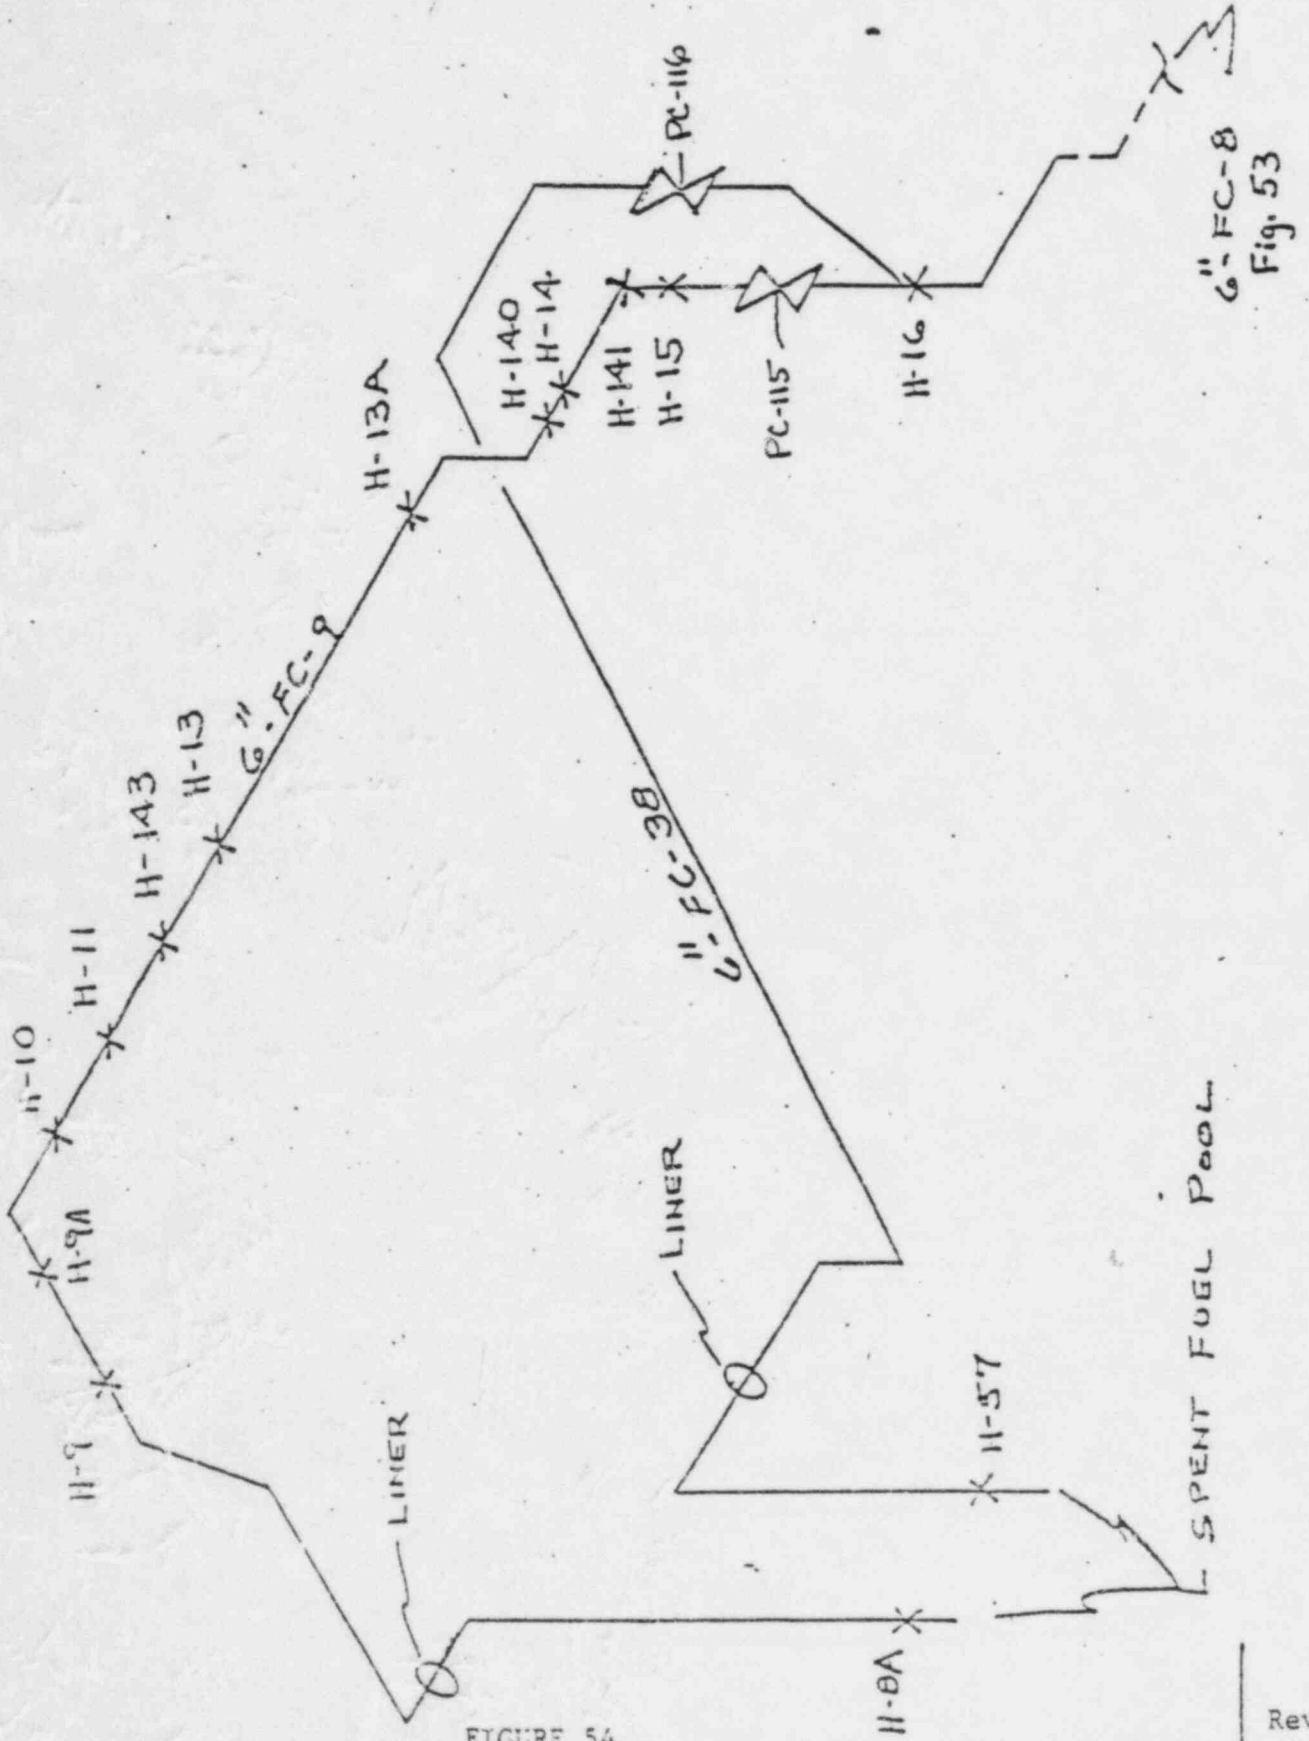 H-9
H-9A
H-10
H-11
H-143
H-13
6"-FC-9
H-13A
H-140
H-14
H-141
H-15
PC-116
PC-115
H-16
6"-FC-8
Fig. 53
6"-FC-38
LINER
LINER
H-57
H-8A
SPENT FUEL POOL
FIGURE 54
Rev